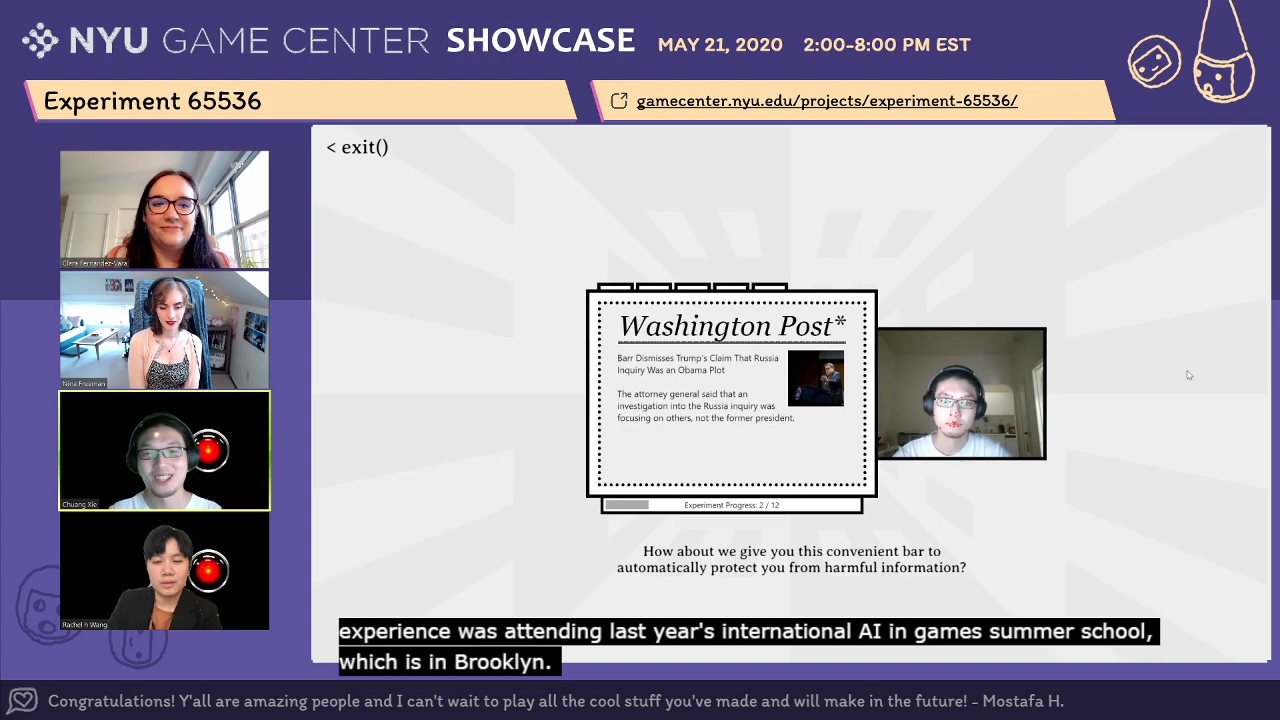 NYU GAME CENTER SHOWCASE MAY 21, 2020 2:00-8:00 PM EST
Experiment 65536
gamecenter.nyu.edu/projects/experiment-65536/
< exit()
Clara Fernandez-Vara
Nina Freeman
Chuang Xie
Rachel h Wang
Washington Post*
Barr Dismisses Trump's Claim That Russia
Inquiry Was an Obama Plot
The attorney general said that an
investigation into the Russia inquiry was
focusing on others, not the former president.
Experiment Progress: 2 / 12
How about we give you this convenient bar to
automatically protect you from harmful information?
experience was attending last year's international AI in games summer school,
which is in Brooklyn.
Congratulations! Y'all are amazing people and I can't wait to play all the cool stuff you've made and will make in the future! - Mostafa H.